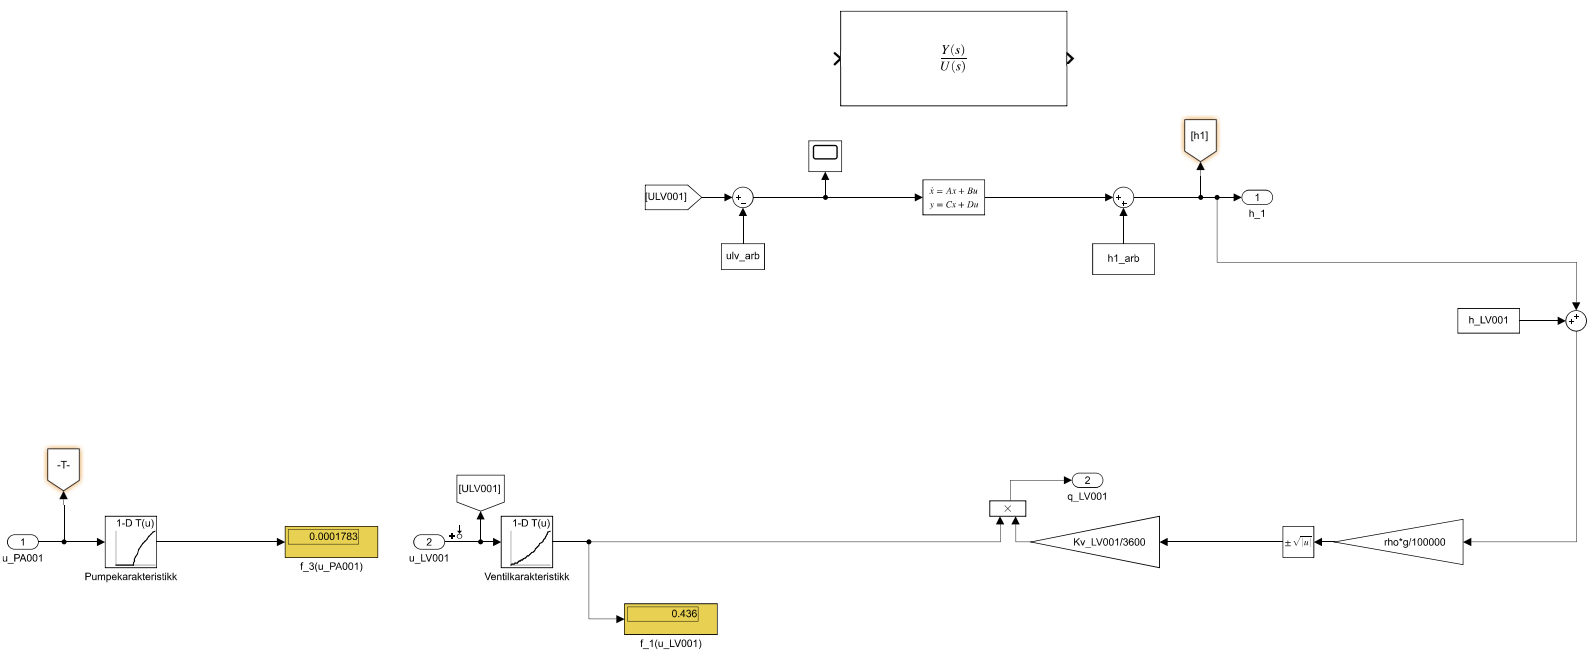 Y(s)
U(s)
[h1]
[ULV001]
+
−
ẋ = Ax + Bu
y = Cx + Du
+
+
1
h_1
ulv_arb
h1_arb
h_LV001
+
+
-T-
[ULV001]
2
q_LV001
1
u_PA001
1-D T(u)
Pumpekarakteristikk
0.0001783
f_3(u_PA001)
2
u_LV001
1-D T(u)
Ventilkarakteristikk
×
Kv_LV001/3600
±√|u|
rho*g/100000
0.436
f_1(u_LV001)